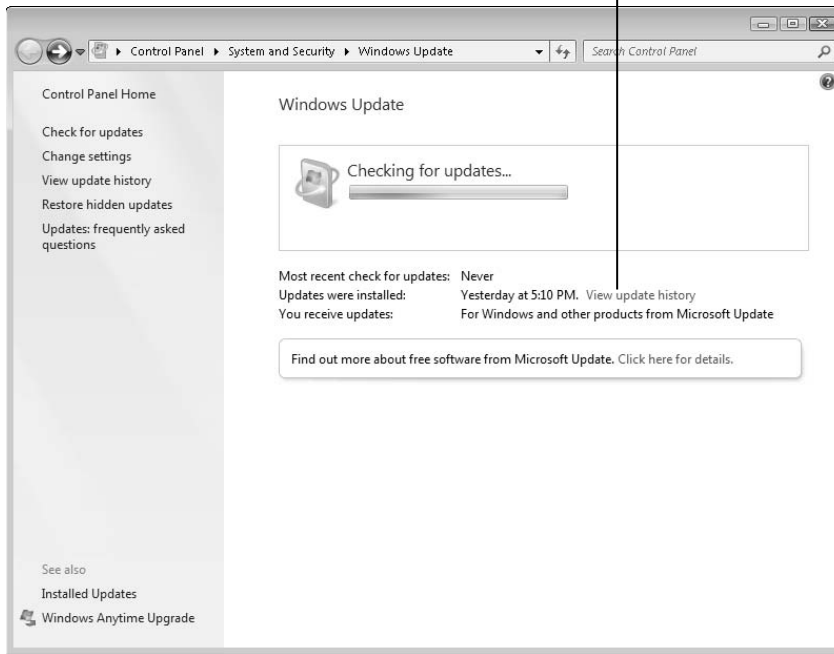 Control Panel System and Security Windows Update
Search Control Panel
Control Panel Home
Check for updates
Change settings
View update history
Restore hidden updates
Updates: frequently asked
questions
Windows Update
Checking for updates...
Most recent check for updates: Never
Updates were installed: Yesterday at 5:10 PM. View update history
You receive updates: For Windows and other products from Microsoft Update
Find out more about free software from Microsoft Update. Click here for details.
See also
Installed Updates
Windows Anytime Upgrade